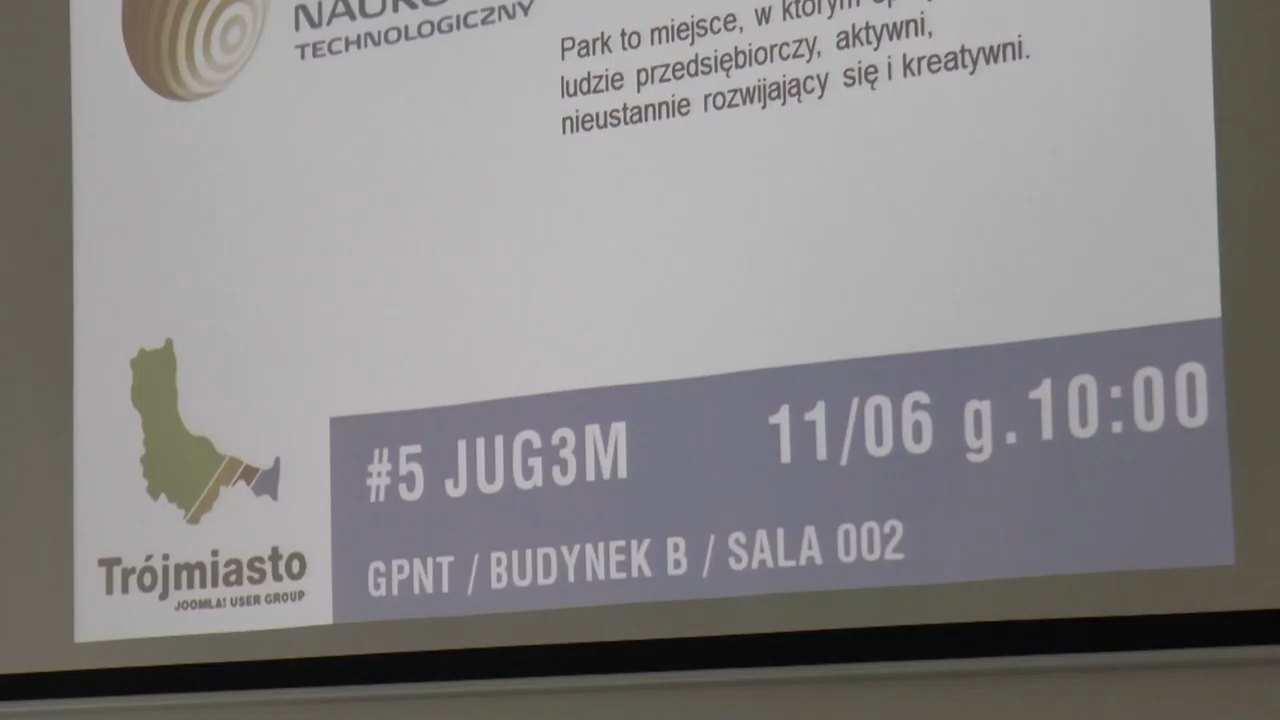 TECHNOLOGICZNY
Park to miejsce, w którym
ludzie przedsiębiorczy, aktywni,
nieustannie rozwijający się i kreatywni.
#5 JUG3M 11/06 g.10:00
GPNT / BUDYNEK B / SALA 002
Trójmiasto
JOOMLA! USER GROUP